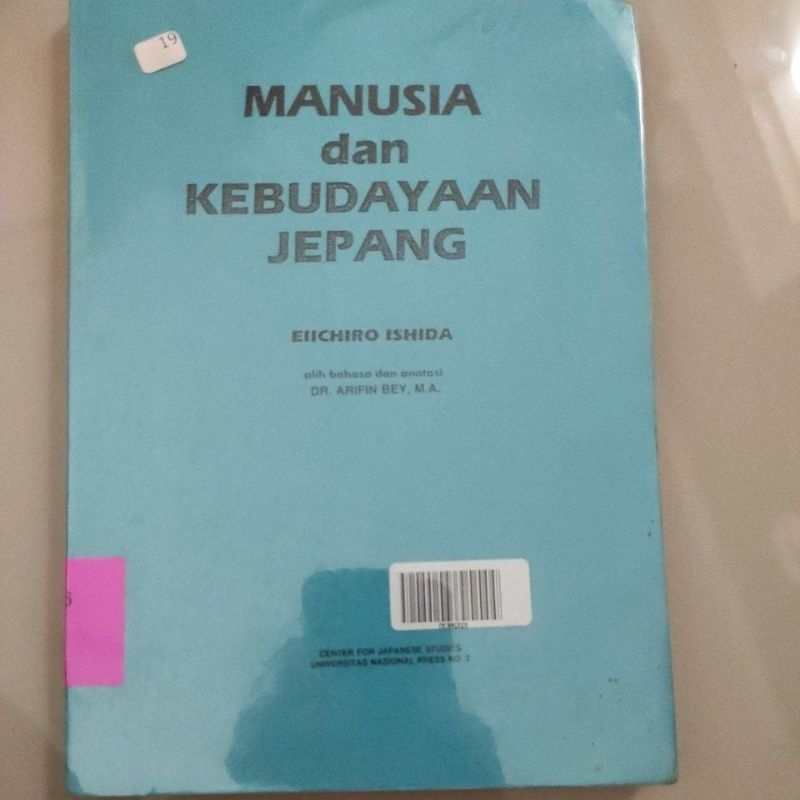 19
MANUSIA
dan
KEBUDAYAAN
JEPANG
EIICHIRO ISHIDA
alih bahasa dan anotasi
DR. ARIFIN BEY, M.A.
CENTER FOR JAPANESE STUDIES
UNIVERSITAS NASIONAL PRESS NO. 2